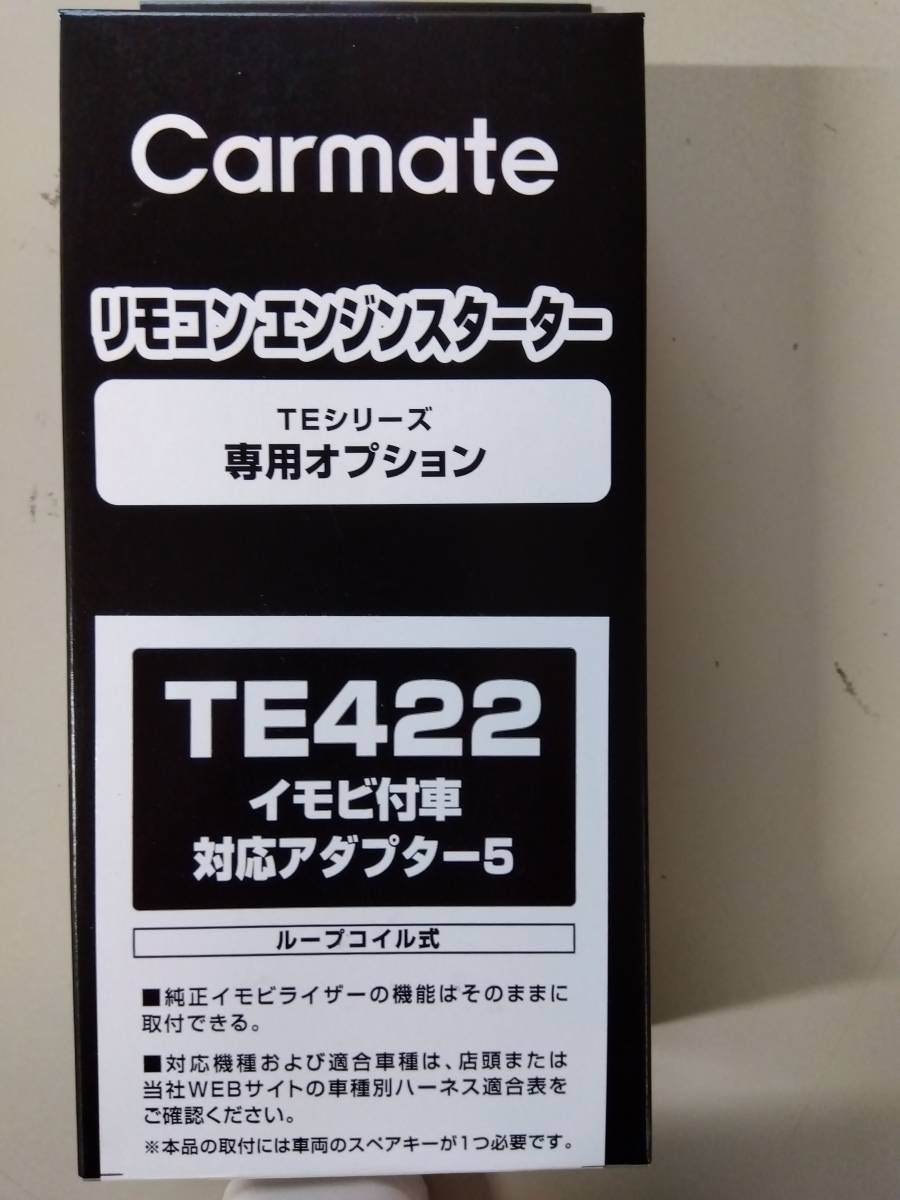 Carmate
リモコンエンジンスターター
TEシリーズ
専用オプション
TE422
イモビ付車
対応アダプター5
ループコイル式
■純正イモビライザーの機能はそのままに
取付できる。
■対応機種および適合車種は、店頭または
当社WEBサイトの車種別ハーネス適合表を
ご確認ください。
※本品の取付には車両のスペアキーが1つ必要です。